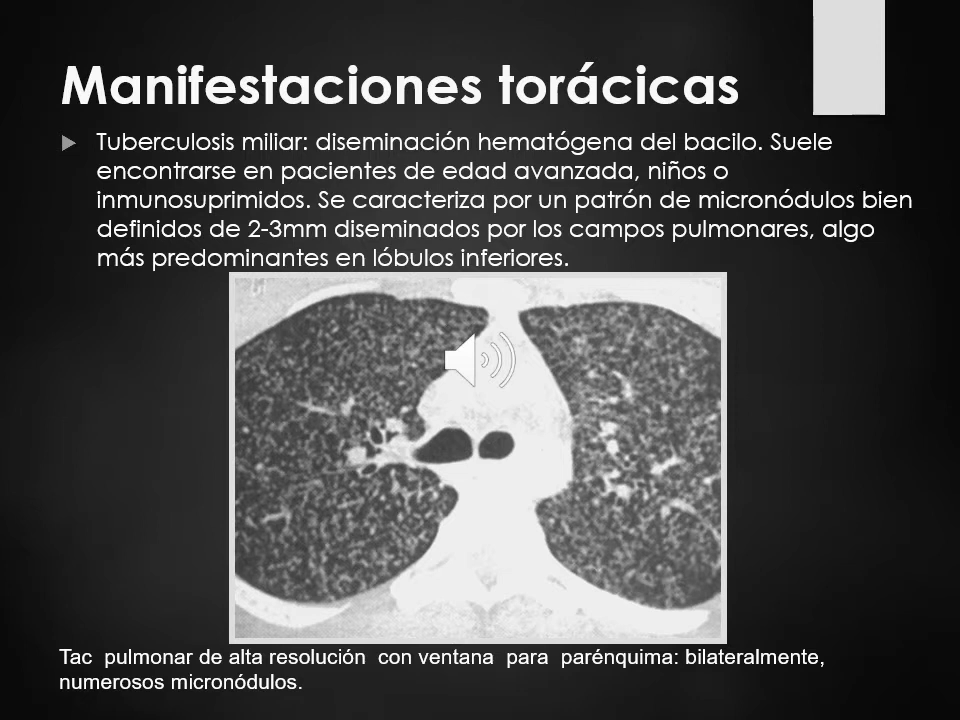 Manifestaciones torácicas
Tuberculosis miliar: diseminación hematógena del bacilo. Suele
encontrarse en pacientes de edad avanzada, niños o
inmunosuprimidos. Se caracteriza por un patrón de micronódulos bien
definidos de 2-3mm diseminados por los campos pulmonares, algo
más predominantes en lóbulos inferiores.
Tac pulmonar de alta resolución con ventana para parénquima: bilateralmente,
numerosos micronódulos.